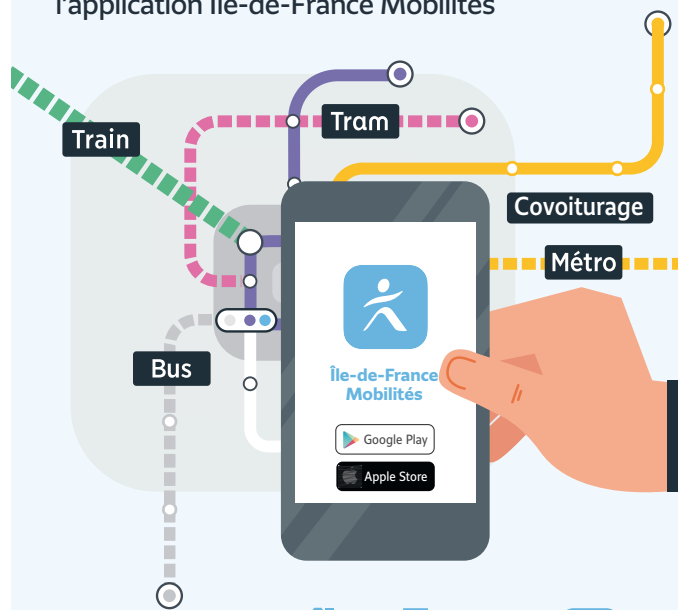 l'application Île-de-France Mobilités
Tram
Train
Covoiturage
Métro
Bus
Île-de-France
Mobilités
Google Play
Apple Store